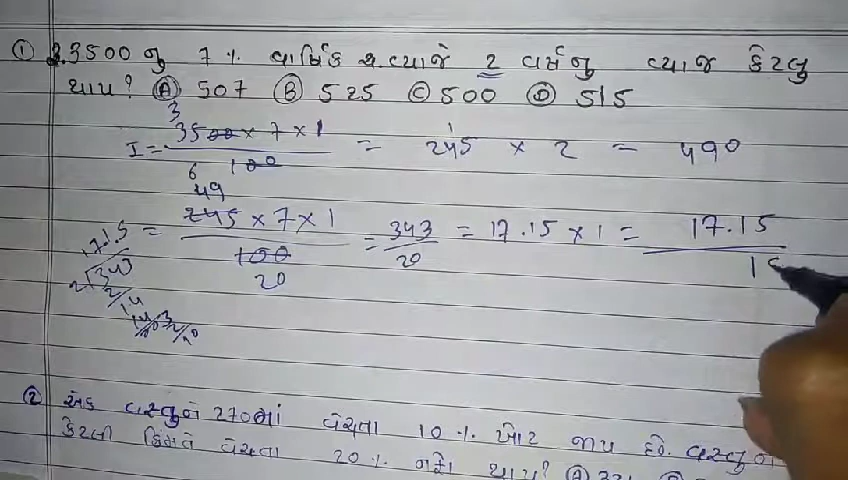 ① રૂ.3500 નુ 7 % વાર્ષિક ચ.વ્યાજે 2 વર્ષનુ વ્યાજ કેટલુ
થાય? Ⓐ 507 Ⓑ 525 Ⓒ 500 Ⓓ 515
I = 3500 × 7 × 1 / 100 = 245 × 2 = 490
= 245 × 7 × 1 / 100 = 343 / 20 = 17.15 × 1 = 17.15
49
20
② એક વસ્તુને 270માં વેચતા 10 % ખોટ જાય છે. વસ્તુને
કેટલી કિંમતે વેચતા 20 % નફો થાય? Ⓐ